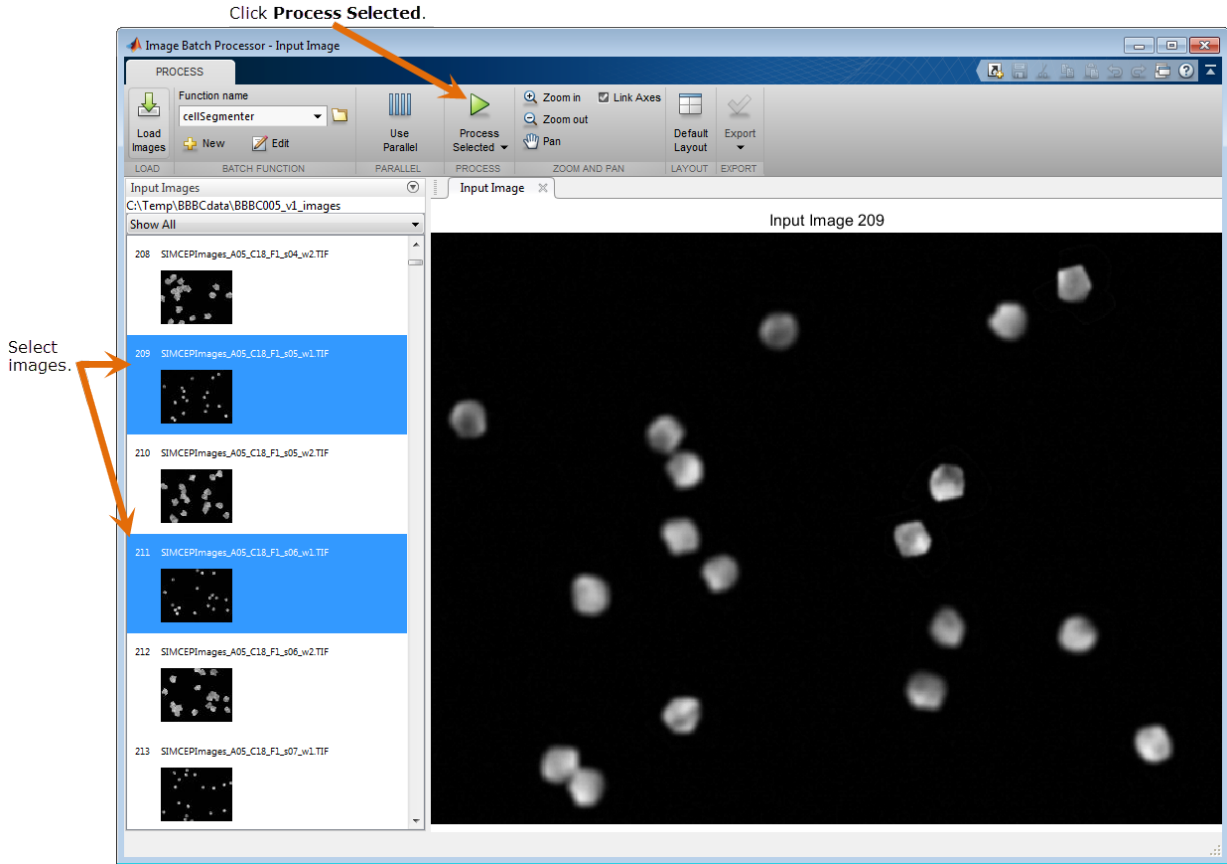 Click Process Selected.
Image Batch Processor - Input Image
PROCESS
Function name
cellSegmenter
Load
Images
New
Edit
Use
Parallel
Process
Selected
Zoom in
Link Axes
Zoom out
Pan
Default
Layout
Export
LOAD
BATCH FUNCTION
PARALLEL
PROCESS
ZOOM AND PAN
LAYOUT
EXPORT
Input Images
C:\Temp\BBBCdata\BBBC005_v1_images
Show All
Input Image
Input Image 209
208 SIMCEPImages_A05_C18_F1_s04_w2.TIF
Select
images.
209 SIMCEPImages_A05_C18_F1_s05_w1.TIF
210 SIMCEPImages_A05_C18_F1_s05_w2.TIF
211 SIMCEPImages_A05_C18_F1_s06_w1.TIF
212 SIMCEPImages_A05_C18_F1_s06_w2.TIF
213 SIMCEPImages_A05_C18_F1_s07_w1.TIF